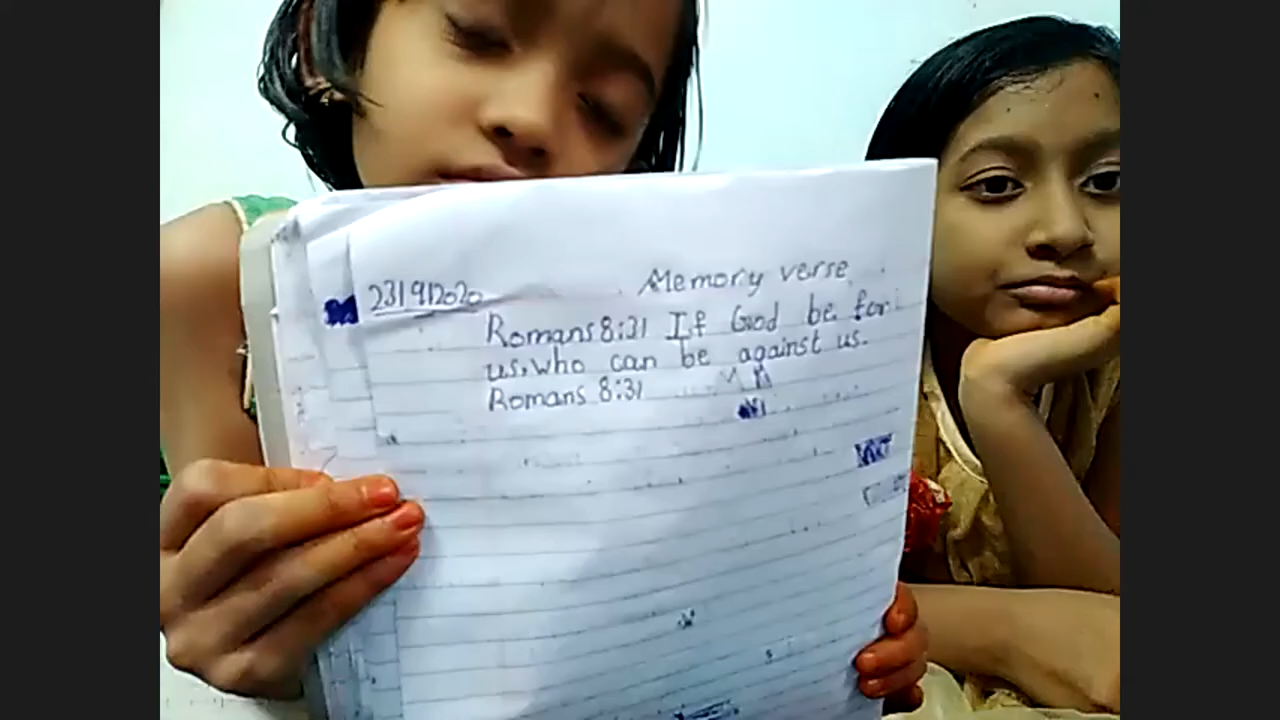 23/9/2020 Memory verse
Romans 8:31 If God be for
us, who can be against us.
Romans 8:31